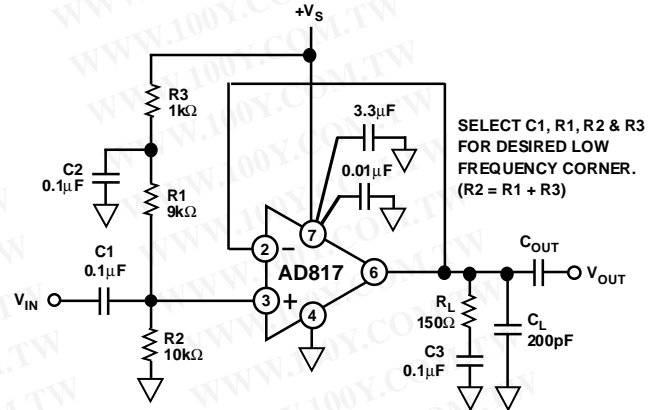 +VS
R3
1kΩ
3.3μF
SELECT C1, R1, R2 & R3
FOR DESIRED LOW
FREQUENCY CORNER.
(R2 = R1 + R3)
C2
0.1μF
R1
9kΩ
0.01μF
7
C1
0.1μF
2
−
AD817
6
COUT
VOUT
VIN
3
+
4
RL
150Ω
CL
200pF
R2
10kΩ
C3
0.1μF
WWW.100Y.COM.TW